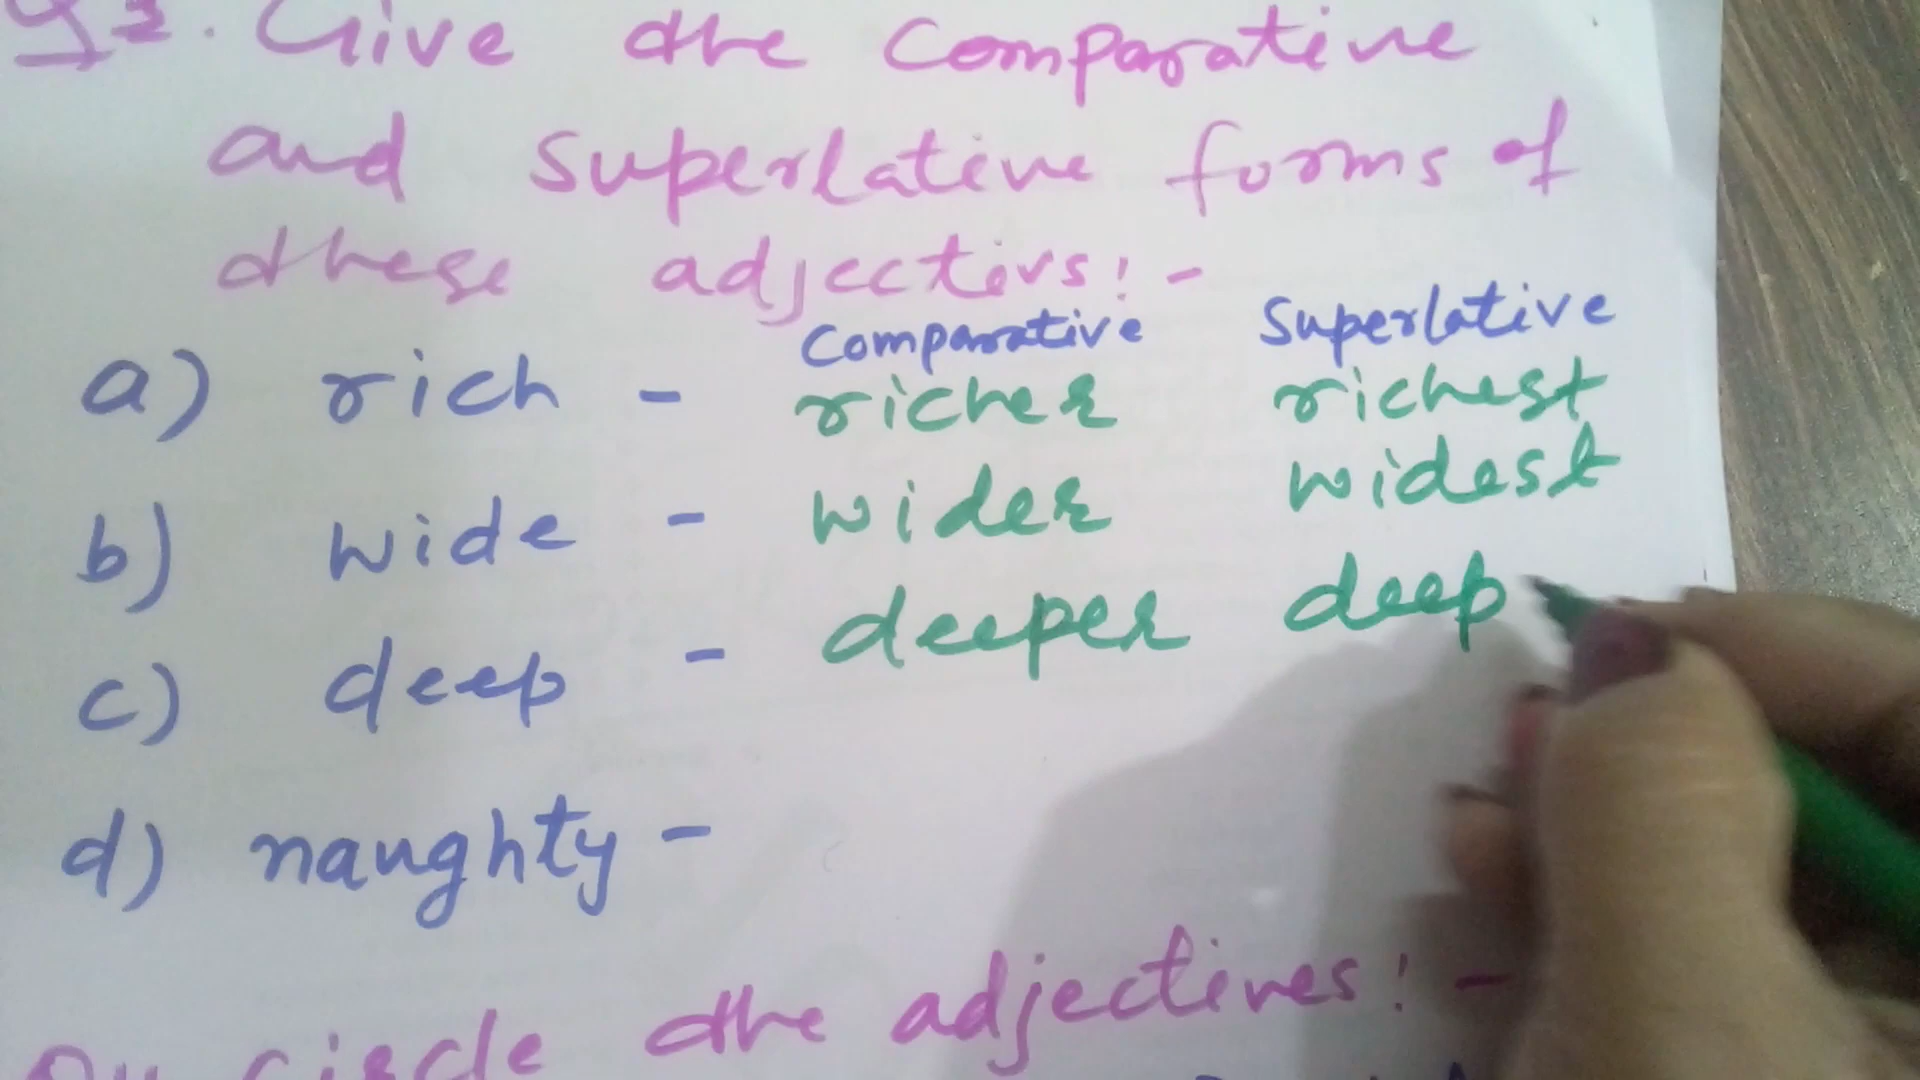 Q3. Give the comparative
and superlative forms of
these adjectivs:-
Comparative Superlative
a) rich - richer richest
b) wide - wider widest
c) deep - deeper deep
d) naughty -
circle the adjectives:-